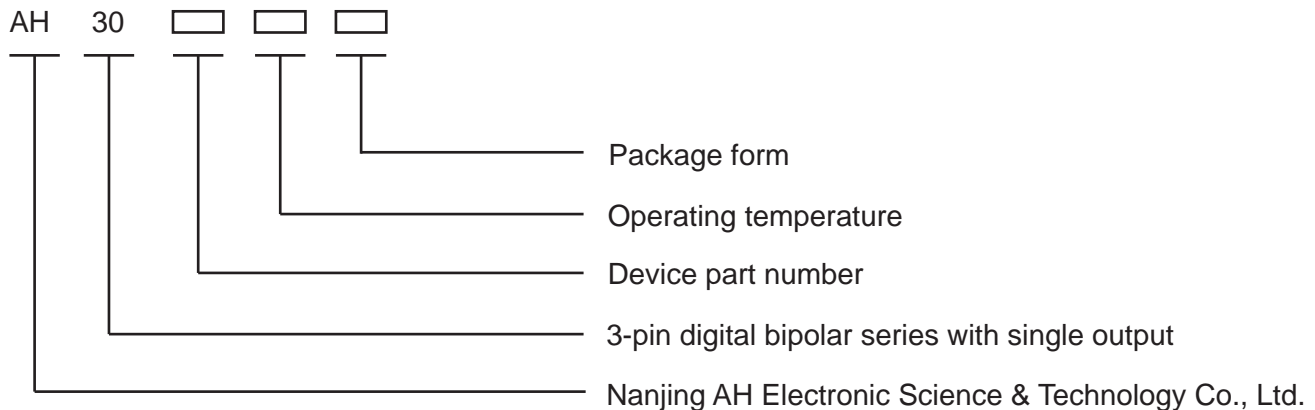 AH 30
Package form
Operating temperature
Device part number
3-pin digital bipolar series with single output
Nanjing AH Electronic Science & Technology Co., Ltd.